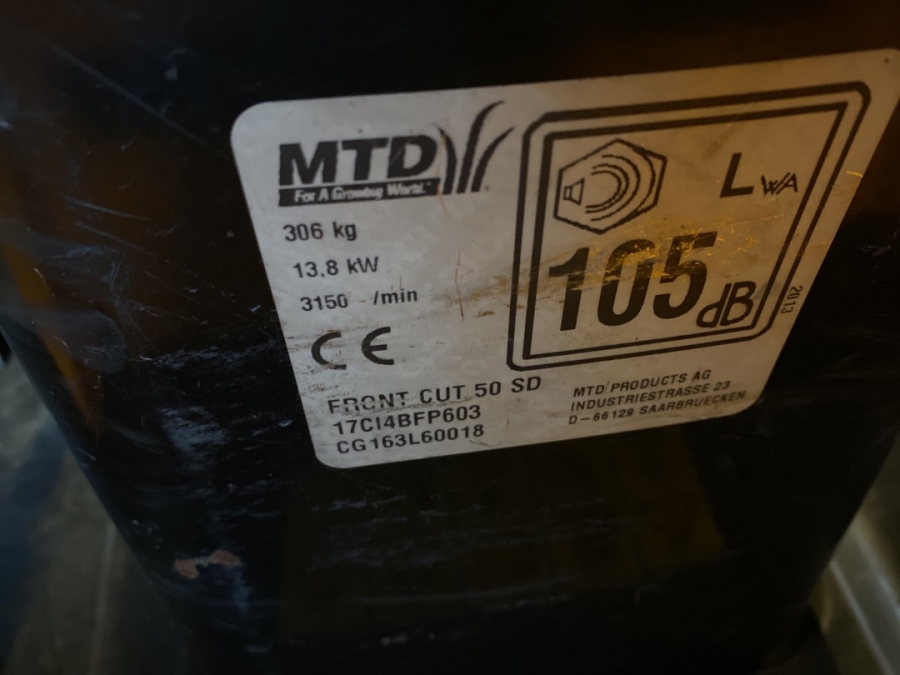 MTD
For A Growing World.™
306 kg
13,8 kW
3150 /min
CE
FRONT CUT 50 SD
17CI4BFP603
CG163L60018
LWA
105 dB
2013
MTD PRODUCTS AG
INDUSTRIESTRASSE 23
D-66129 SAARBRUECKEN